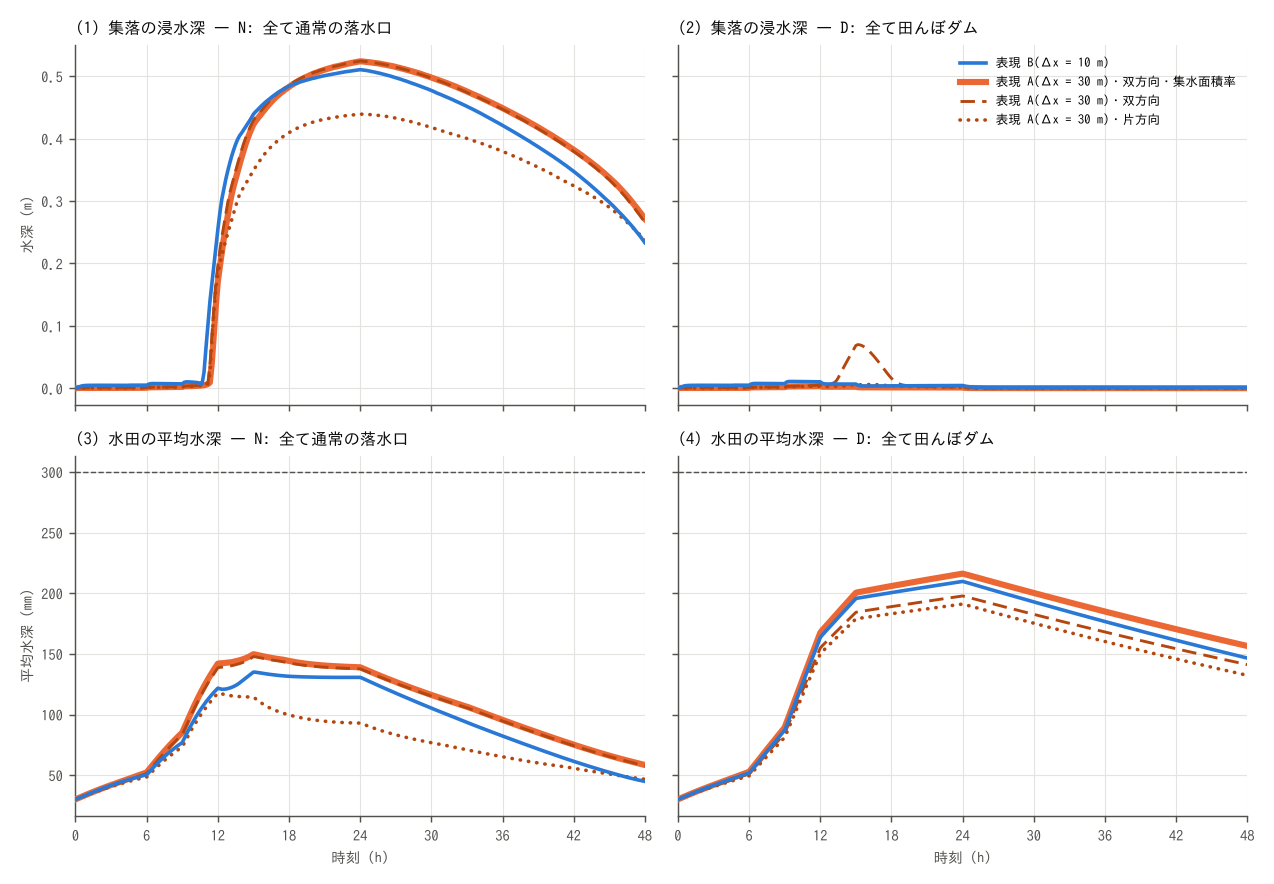 (1) 集落の浸水深 — N: 全て通常の落水口
(2) 集落の浸水深 — D: 全て田んぼダム
表現 B(Δx = 10 m)
表現 A(Δx = 30 m)・双方向・集水面積率
表現 A(Δx = 30 m)・双方向
表現 A(Δx = 30 m)・片方向
水深 (m)
0.5
0.4
0.3
0.2
0.1
0.0
(3) 水田の平均水深 — N: 全て通常の落水口
(4) 水田の平均水深 — D: 全て田んぼダム
平均水深 (mm)
300
250
200
150
100
50
0 6 12 18 24 30 36 42 48
0 6 12 18 24 30 36 42 48
時刻 (h)
時刻 (h)